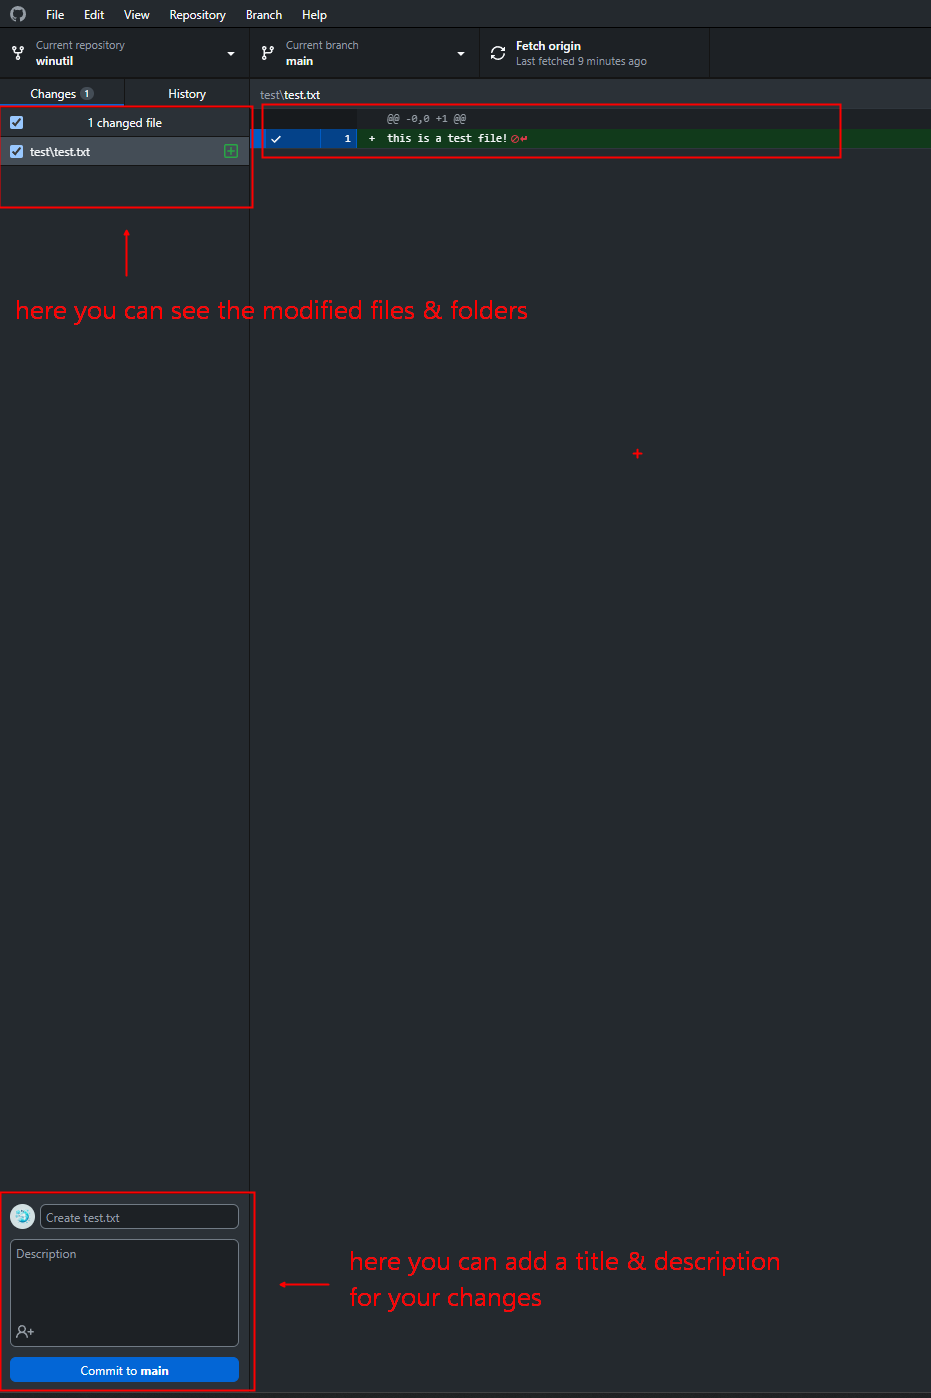 File Edit View Repository Branch Help
Current repository
winutil
Current branch
main
Fetch origin
Last fetched 9 minutes ago
Changes 1 History
test\test.txt
1 changed file
@@ -0,0 +1 @@
1 + this is a test file!
test\test.txt
here you can see the modified files & folders
Create test.txt
Description
here you can add a title & description
for your changes
Commit to main